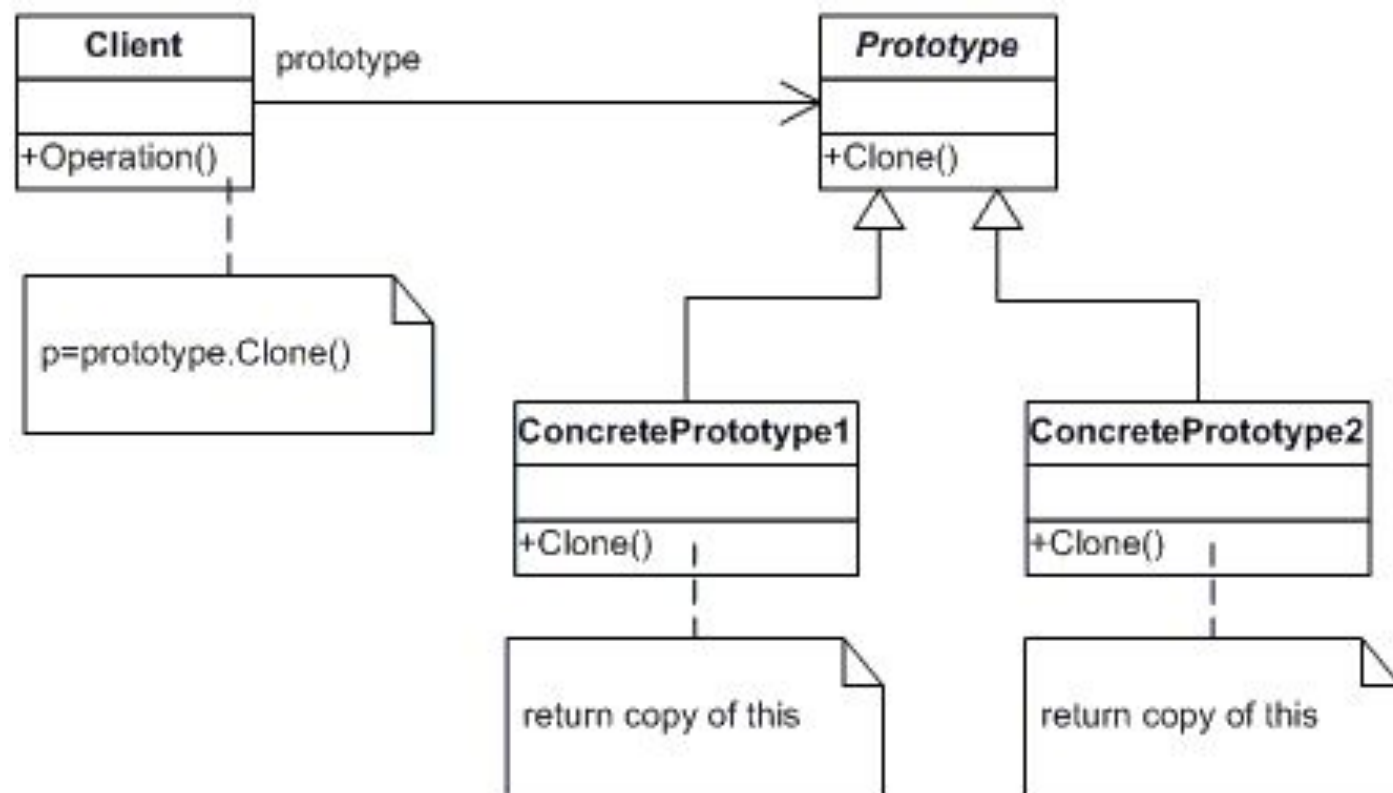 Client
prototype
Prototype
+Operation()
+Clone()
p=prototype.Clone()
ConcretePrototype1
ConcretePrototype2
+Clone()
+Clone()
return copy of this
return copy of this